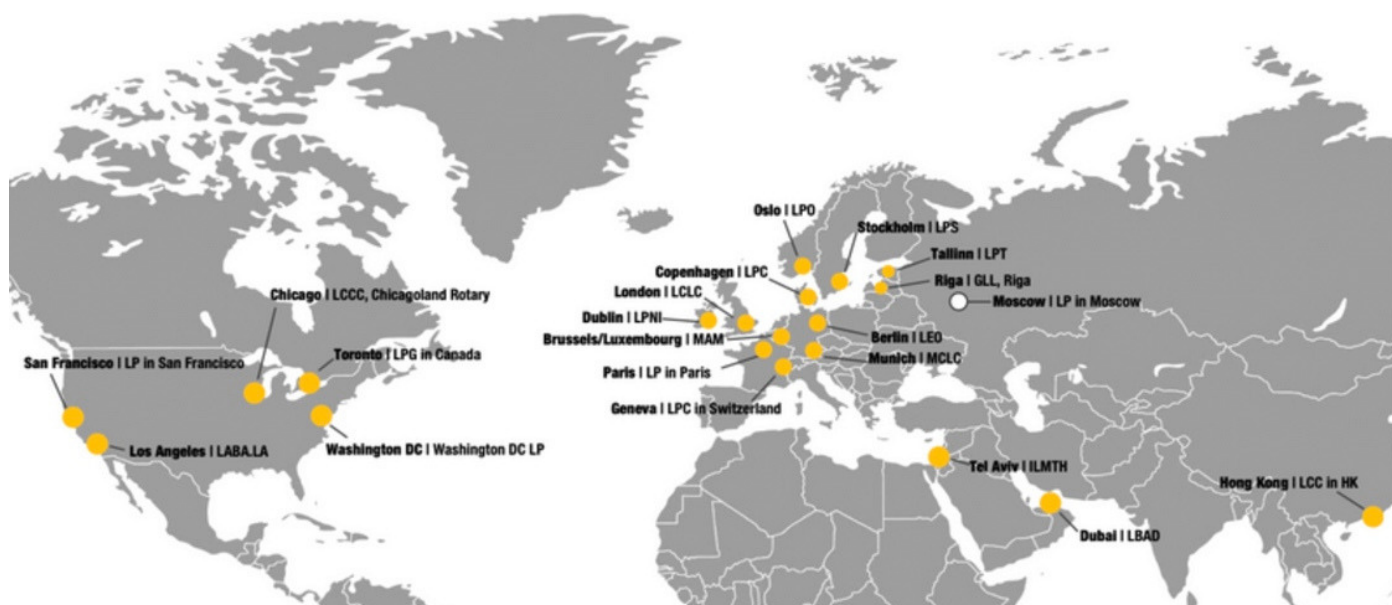 Oslo | LPO
Stockholm | LPS
Tallinn | LPT
Copenhagen | LPC
Riga | GLL, Riga
London | LCLC
Chicago | LCCC, Chicagoland Rotary
Moscow | LP in Moscow
Dublin | LPNI
Brussels/Luxembourg | MAM
Berlin | LEO
Toronto | LPG in Canada
Munich | MCLC
San Francisco | LP in San Francisco
Paris | LP in Paris
Geneva | LPC in Switzerland
Los Angeles | LABA.LA
Washington DC | Washington DC LP
Tel Aviv | ILMTH
Hong Kong | LCC in HK
Dubai | LBAD